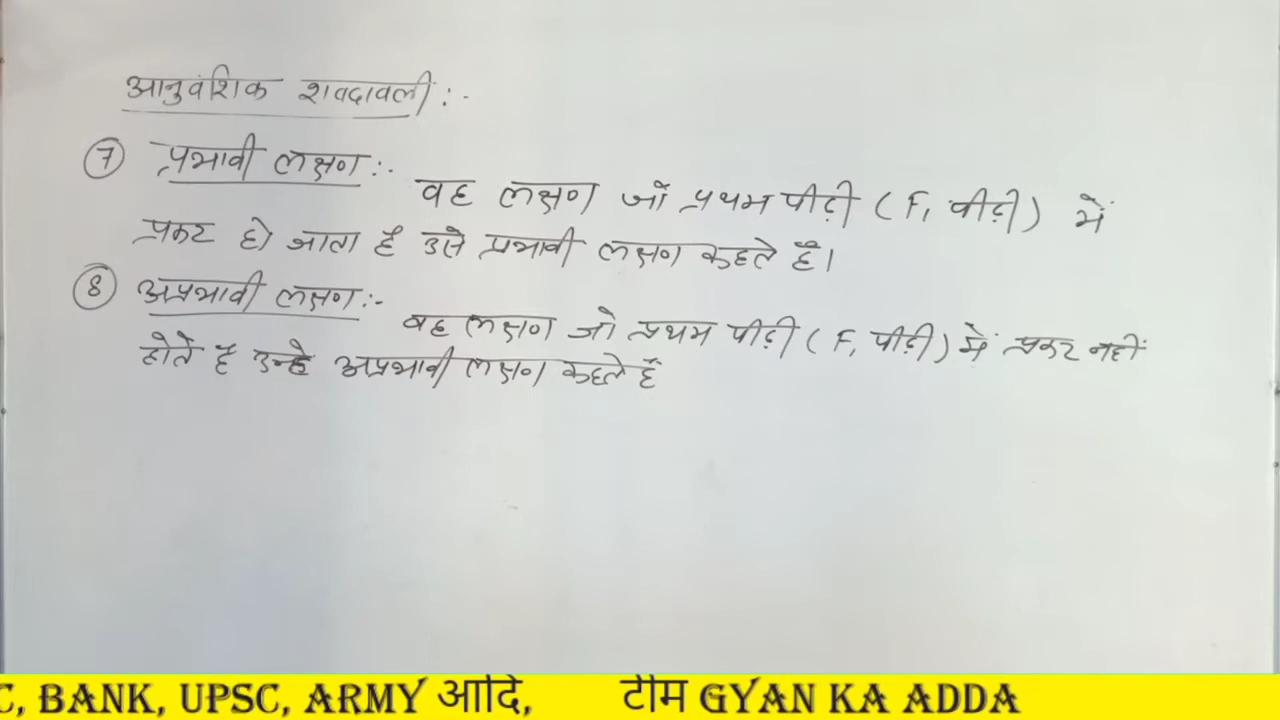 आनुवंशिक शवदावली :-
⑦ प्रभावी लक्षण :- वह लक्षण जो प्रथम पीढ़ी ( F₁ पीढ़ी ) में
प्रकट हो जाता है उसे प्रभावी लक्षण कहते हैं।
⑧ अप्रभावी लक्षण :- वह लक्षण जो प्रथम पीढ़ी ( F₁ पीढ़ी ) में प्रकट नहीं
होते है उन्हे अप्रभावी लक्षण कहते हैं
C, BANK, UPSC, ARMY आदि, टीम GYAN KA ADDA